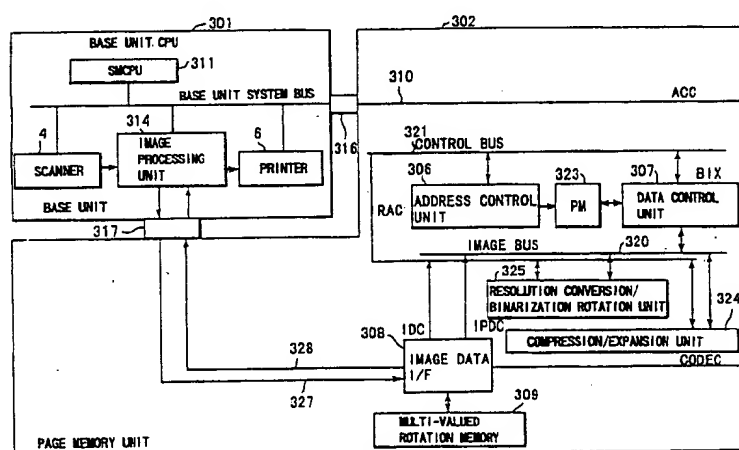 301
302
BASE UNIT CPU
SMCPU
311
BASE UNIT SYSTEM BUS
310
ACC
4
314
6
316
SCANNER
IMAGE
PROCESSING
UNIT
PRINTER
BASE UNIT
317
321
CONTROL BUS
306
323
307
BIX
RAC
ADDRESS CONTROL
UNIT
PM
DATA CONTROL
UNIT
IMAGE BUS
320
325
RESOLUTION CONVERSION/
BINARIZATION ROTATION UNIT
324
IDC
IPDC
308
COMPRESSION/EXPANSION UNIT
IMAGE DATA
I/F
CODEC
328
327
309
MULTI-VALUED
ROTATION MEMORY
PAGE MEMORY UNIT